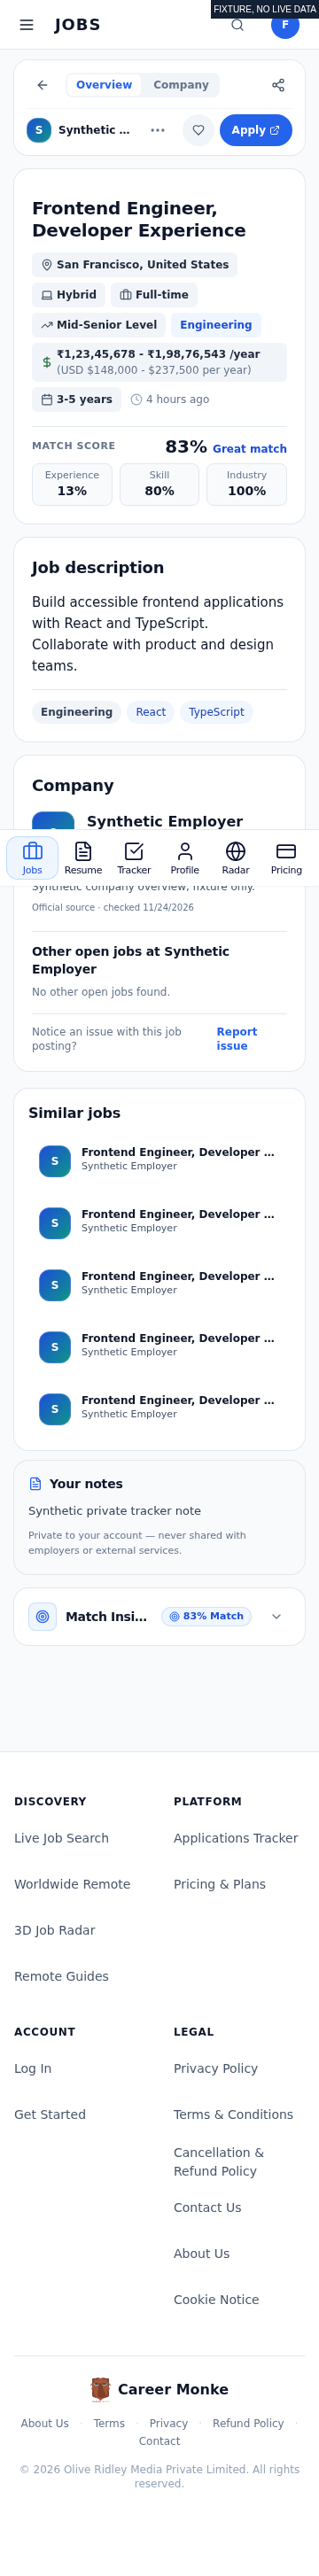 FIXTURE, NO LIVE DATA
JOBS
F
Overview
Company
S
Synthetic ...
Apply
Frontend Engineer,
Developer Experience
San Francisco, United States
Hybrid
Full-time
Mid-Senior Level
Engineering
₹1,23,45,678 - ₹1,98,76,543 /year
(USD $148,000 - $237,500 per year)
3-5 years
4 hours ago
MATCH SCORE
83% Great match
Experience
13%
Skill
80%
Industry
100%
Job description
Build accessible frontend applications
with React and TypeScript.
Collaborate with product and design
teams.
Engineering
React
TypeScript
Company
Synthetic Employer
Jobs
Resume
Tracker
Profile
Radar
Pricing
Synthetic company overview, fixture only.
Official source · checked 11/24/2026
Other open jobs at Synthetic
Employer
No other open jobs found.
Notice an issue with this job
posting?
Report
issue
Similar jobs
S
Frontend Engineer, Developer ...
Synthetic Employer
S
Frontend Engineer, Developer ...
Synthetic Employer
S
Frontend Engineer, Developer ...
Synthetic Employer
S
Frontend Engineer, Developer ...
Synthetic Employer
S
Frontend Engineer, Developer ...
Synthetic Employer
Your notes
Synthetic private tracker note
Private to your account — never shared with
employers or external services.
Match Insi...
83% Match
DISCOVERY
Live Job Search
Worldwide Remote
3D Job Radar
Remote Guides
PLATFORM
Applications Tracker
Pricing & Plans
ACCOUNT
Log In
Get Started
LEGAL
Privacy Policy
Terms & Conditions
Cancellation &
Refund Policy
Contact Us
About Us
Cookie Notice
Career Monke
About Us · Terms · Privacy · Refund Policy ·
Contact
© 2026 Olive Ridley Media Private Limited. All rights
reserved.